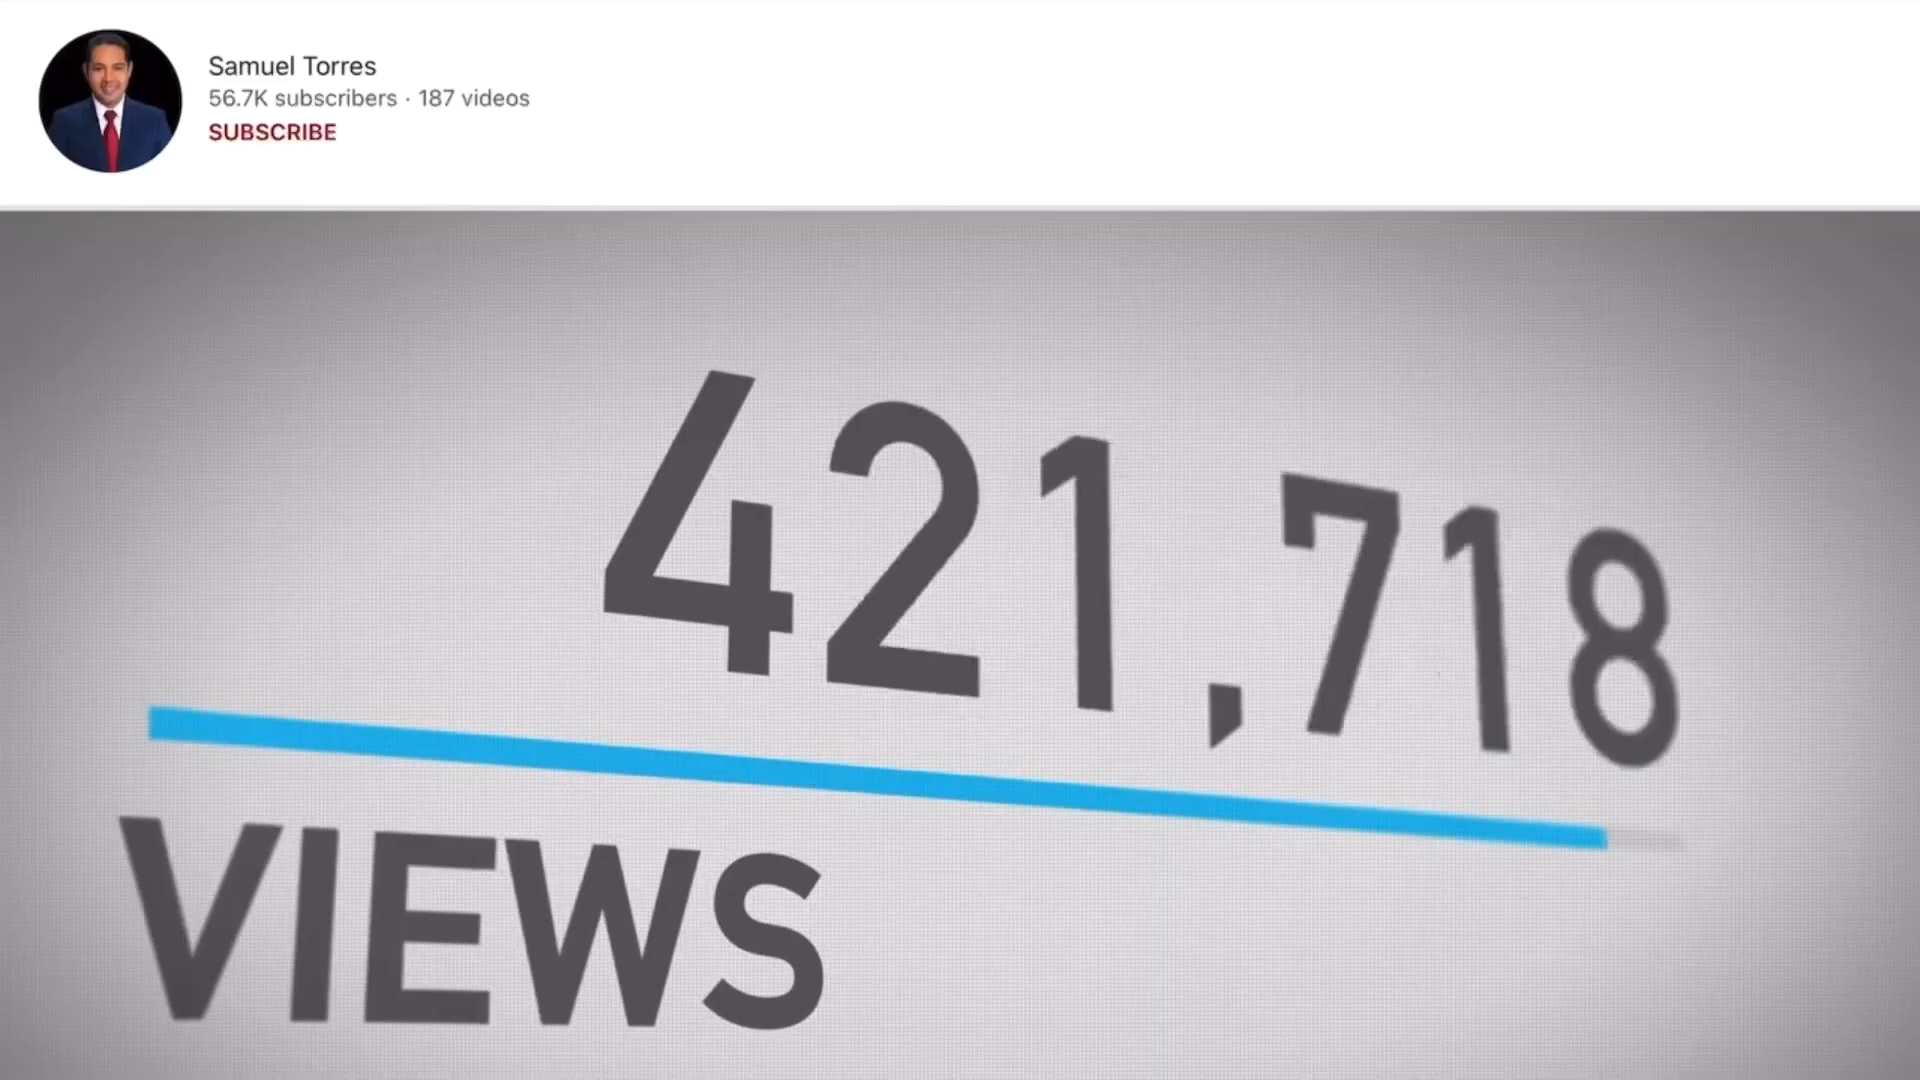 Samuel Torres
56.7K subscribers · 187 videos
SUBSCRIBE
421,718
VIEWS